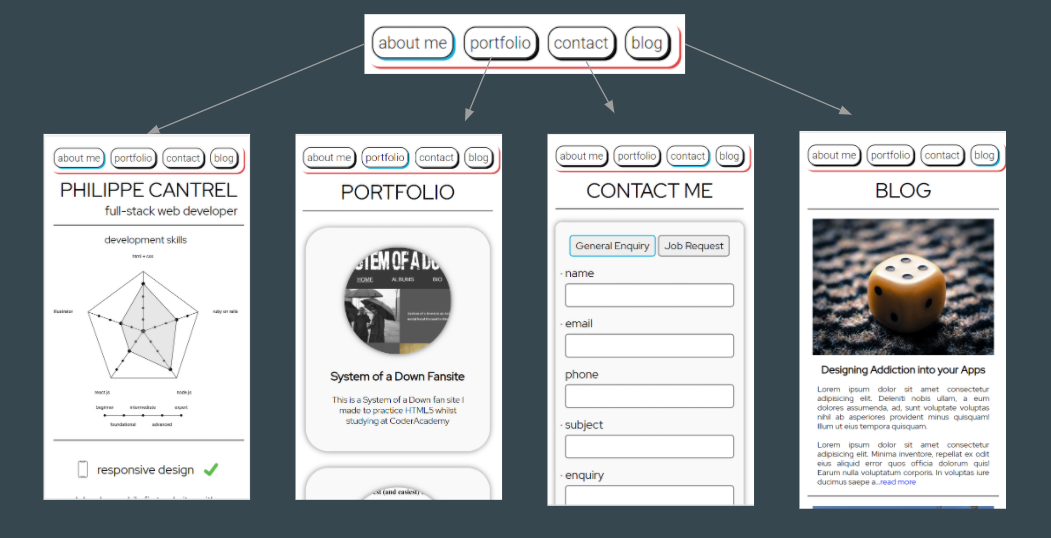 about me portfolio contact blog
about me portfolio contact blog
PHILIPPE CANTREL
full-stack web developer
development skills
html + css
illustrator
ruby on rails
react.js
node.js
beginner intermediate expert
foundational advanced
responsive design
about me portfolio contact blog
PORTFOLIO
SYSTEM OF A DO
HOME ALBUMS BIO
System of a Down Fansite
This is a System of a Down fan site I
made to practice HTML5 whilst
studying at CoderAcademy
st (and easiest)
about me portfolio contact blog
CONTACT ME
General Enquiry Job Request
· name
· email
phone
· subject
· enquiry
about me portfolio contact blog
BLOG
Designing Addiction into your Apps
Lorem ipsum dolor sit amet consectetur
adipisicing elit. Deleniti nobis ullam, a eum
dolores assumenda, ad, sunt voluptate voluptas
nihil ab asperiores provident minus quisquam!
Illum ut eius tempora quisquam.
Lorem ipsum dolor sit amet consectetur
adipisicing elit. Minima inventore, repellat ex odit
eius aliquid error quos officia dolorum quis!
Earum nulla voluptatum corporis. In voluptas iure
ducimus saepe a...read more